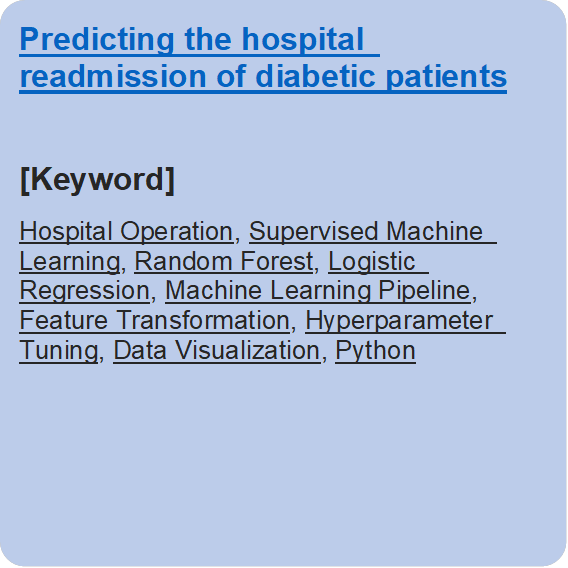 Predicting the hospital
readmission of diabetic patients
[Keyword]
Hospital Operation, Supervised Machine
Learning, Random Forest, Logistic
Regression, Machine Learning Pipeline,
Feature Transformation, Hyperparameter
Tuning, Data Visualization, Python